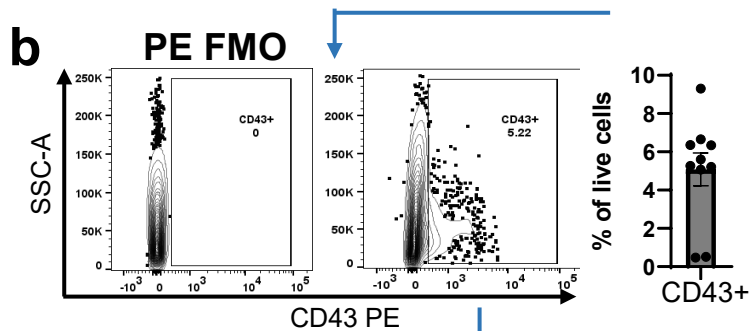 b
PE FMO
SSC-A
250K
200K
150K
100K
50K
0
CD43+
0
-10³ 0 10³ 10⁴ 10⁵
250K
200K
150K
100K
50K
0
CD43+
5.22
-10³ 0 10³ 10⁴ 10⁵
CD43 PE
% of live cells
10
8
6
4
2
0
CD43+